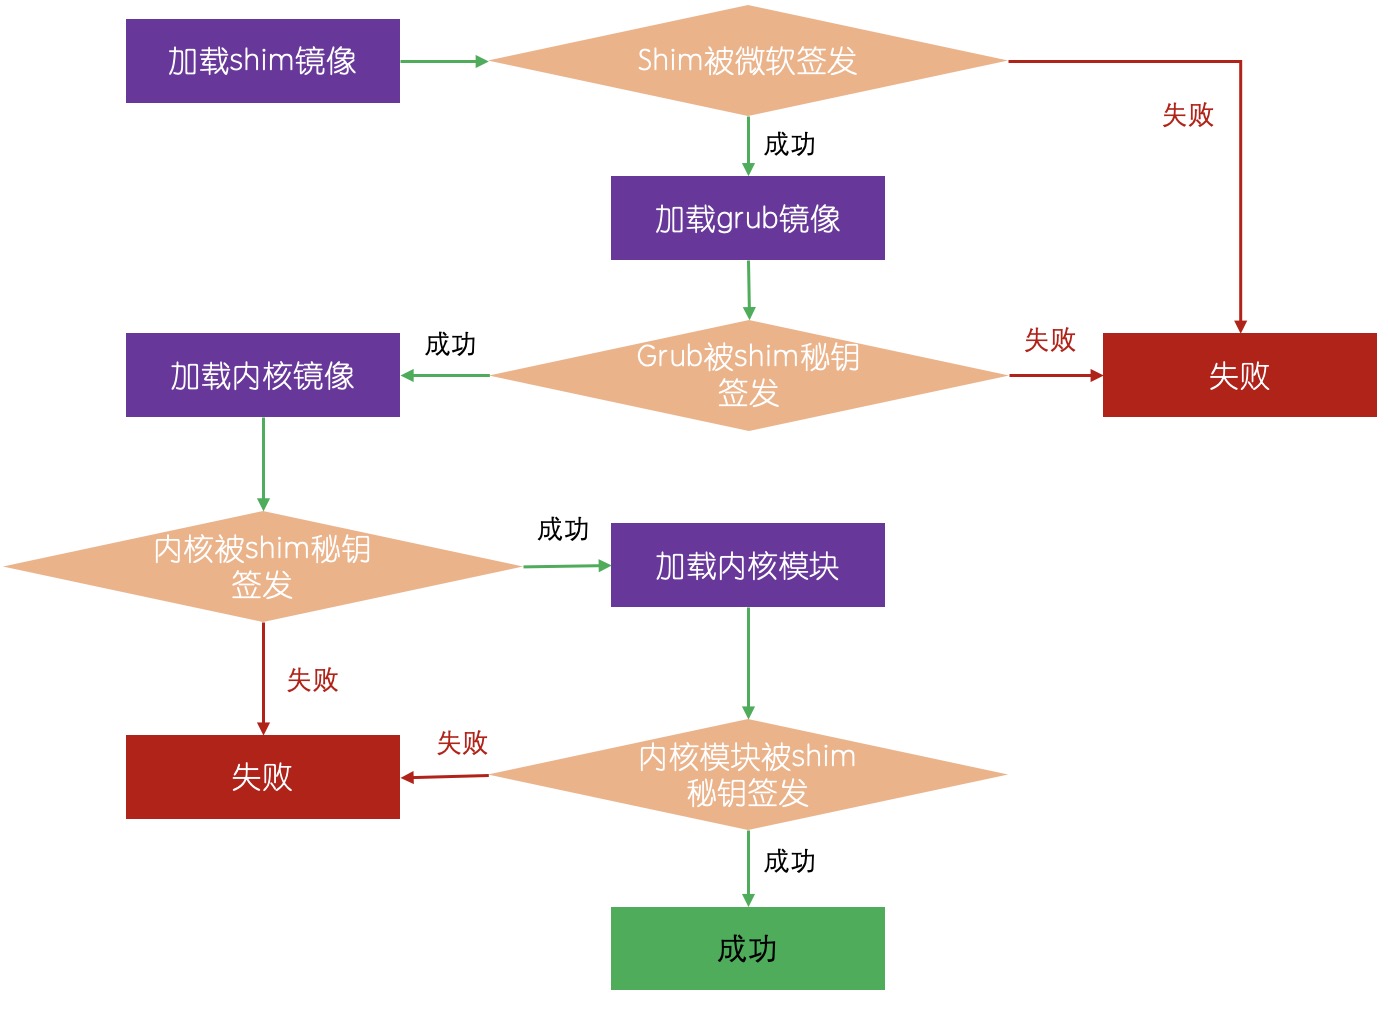 加载shim镜像
Shim被微软签发
失败
成功
加载grub镜像
加载内核镜像
成功
Grub被shim秘钥
签发
失败
失败
内核被shim秘钥
签发
成功
加载内核模块
失败
失败
失败
内核模块被shim
秘钥签发
成功
成功